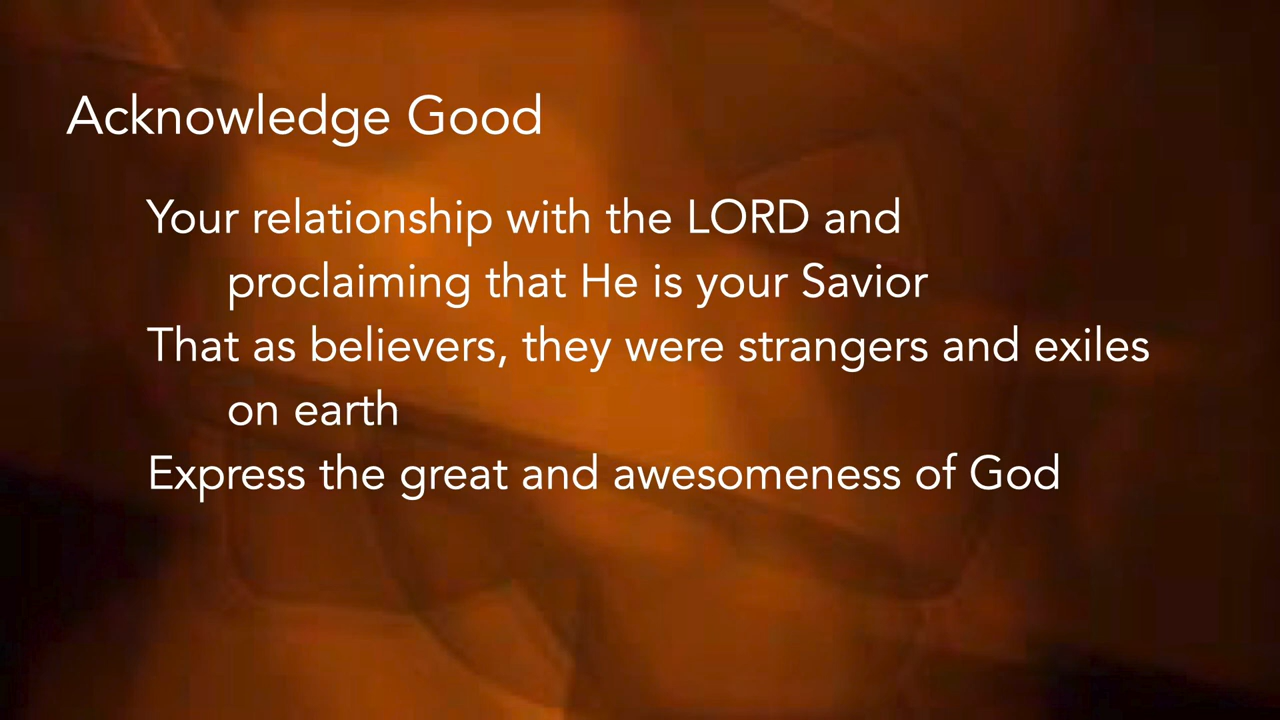 Acknowledge Good
Your relationship with the LORD and
proclaiming that He is your Savior
That as believers, they were strangers and exiles
on earth
Express the great and awesomeness of God